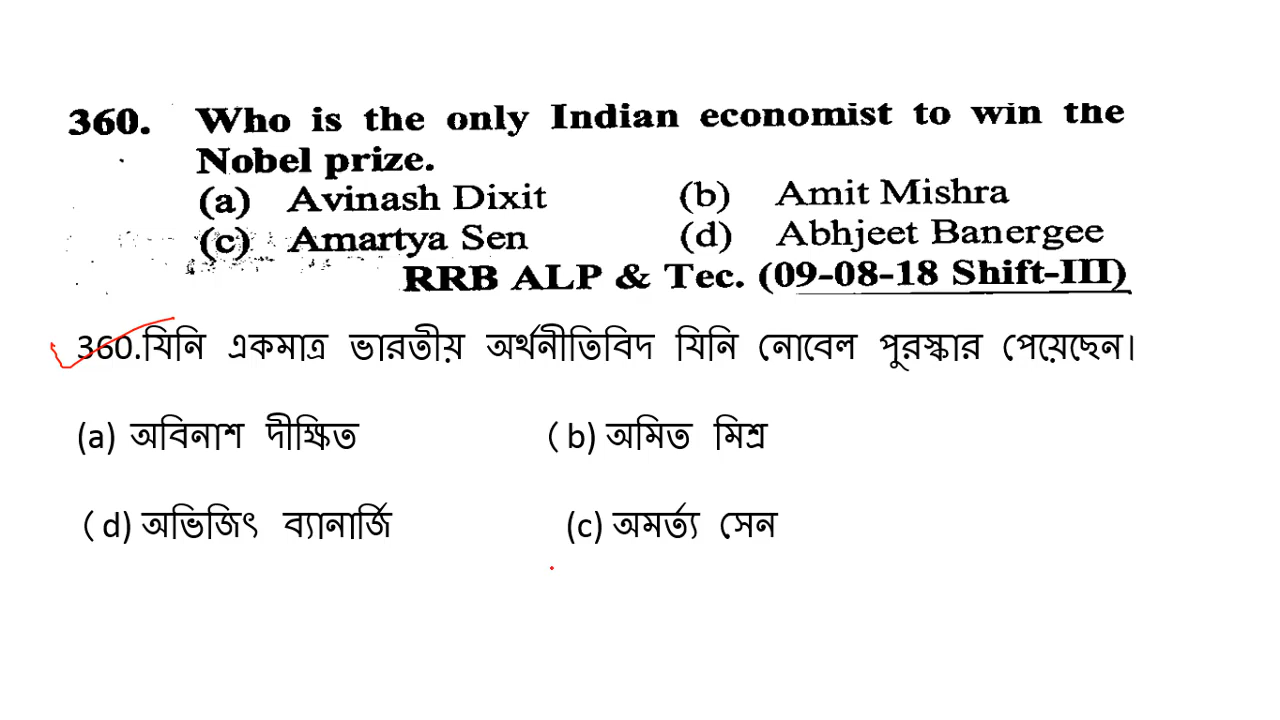 360. Who is the only Indian economist to win the
Nobel prize.
(a) Avinash Dixit (b) Amit Mishra
(c) Amartya Sen (d) Abhjeet Banergee
RRB ALP & Tec. (09-08-18 Shift-III)
360.যিনি একমাত্র ভারতীয় অর্থনীতিবিদ যিনি নোবেল পুরস্কার পেয়েছেন।
(a) অবিনাশ দীক্ষিত (b) অমিত মিশ্র
(d) অভিজিৎ ব্যানার্জি (c) অমর্ত্য সেন